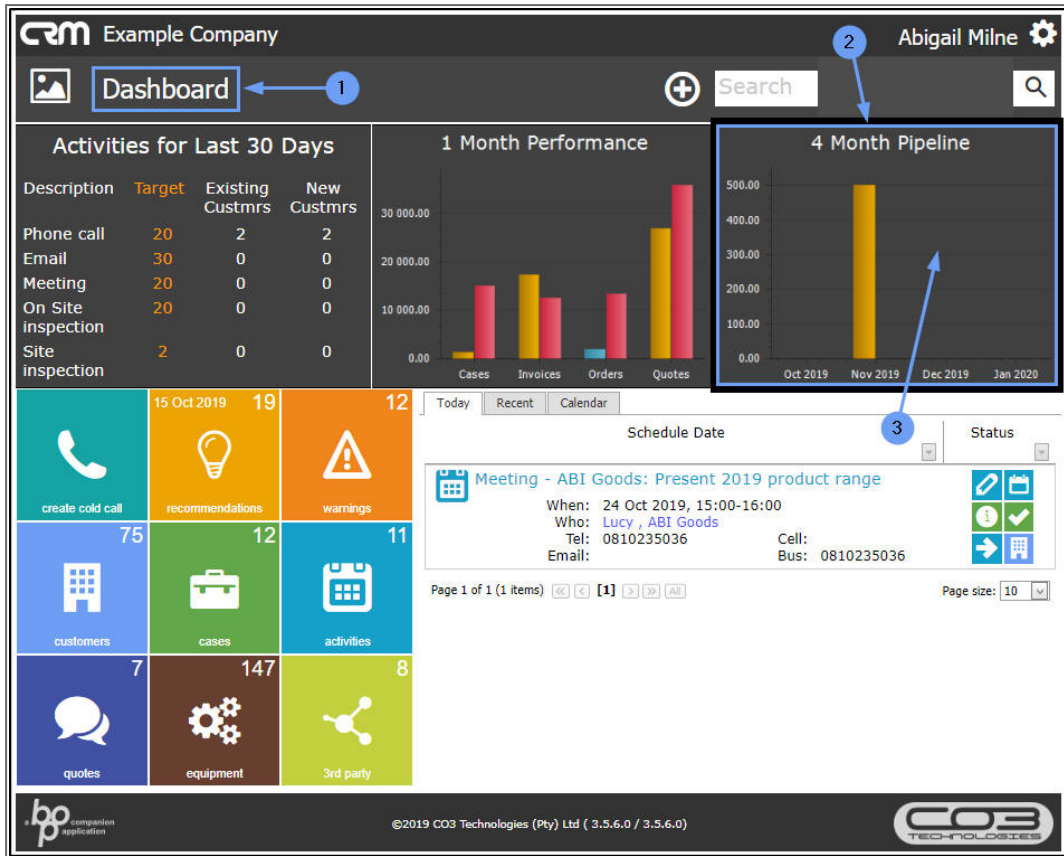 CRM Example Company
Abigail Milne
2
Dashboard
1
Search
Activities for Last 30 Days
Description Target Existing Custmrs New Custmrs
Phone call 20 2 2
Email 30 0 0
Meeting 20 0 0
On Site inspection 20 0 0
Site inspection 2 0 0
1 Month Performance
30 000.00
20 000.00
10 000.00
0.00
Cases Invoices Orders Quotes
4 Month Pipeline
500.00
400.00
300.00
200.00
100.00
0.00
Oct 2019 Nov 2019 Dec 2019 Jan 2020
3
create cold call
15 Oct 2019 19
recommendations
12
warnings
75
customers
12
cases
11
activities
7
quotes
147
equipment
8
3rd party
Today Recent Calendar
Schedule Date Status
Meeting - ABI Goods: Present 2019 product range
When: 24 Oct 2019, 15:00-16:00
Who: Lucy , ABI Goods
Tel: 0810235036 Cell:
Email: Bus: 0810235036
Page 1 of 1 (1 items) [1] All
Page size: 10
a bp companion application
©2019 CO3 Technologies (Pty) Ltd ( 3.5.6.0 / 3.5.6.0)
CO3
TECHNOLOGIES